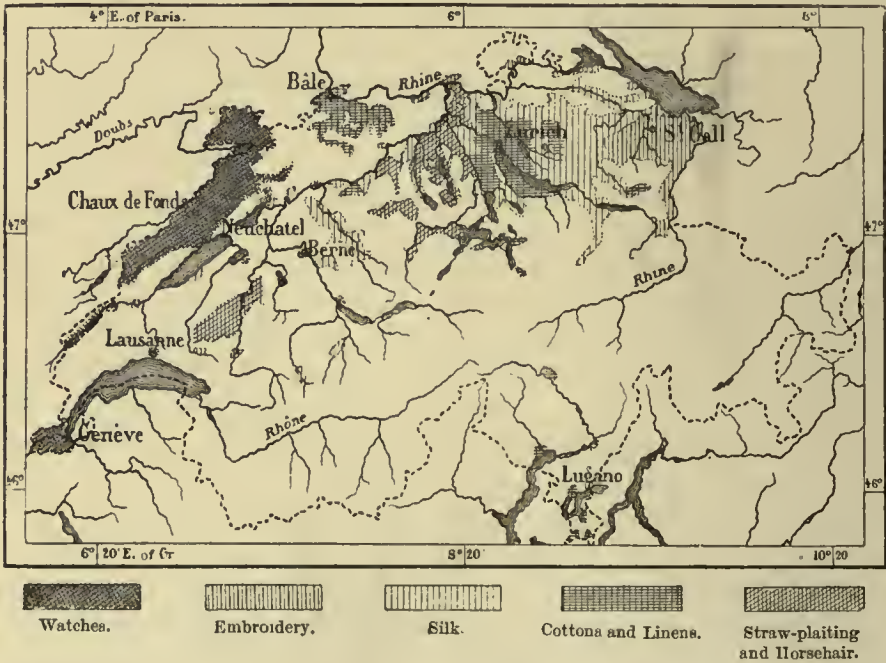 4° E. of Paris.
6°
8°
Bâle
Rhine
Doubs
Zurich
St Gall
Chaux de Fonds
47°
Neuchatel
47°
Berne
Rhine
Lausanne
Rhône
Genève
46°
Lugano
46°
6° 20' E. of Gr
8° 20
10° 20
Watches.
Embroidery.
Silk.
Cottons and Linens.
Straw-plaiting
and Horsehair.